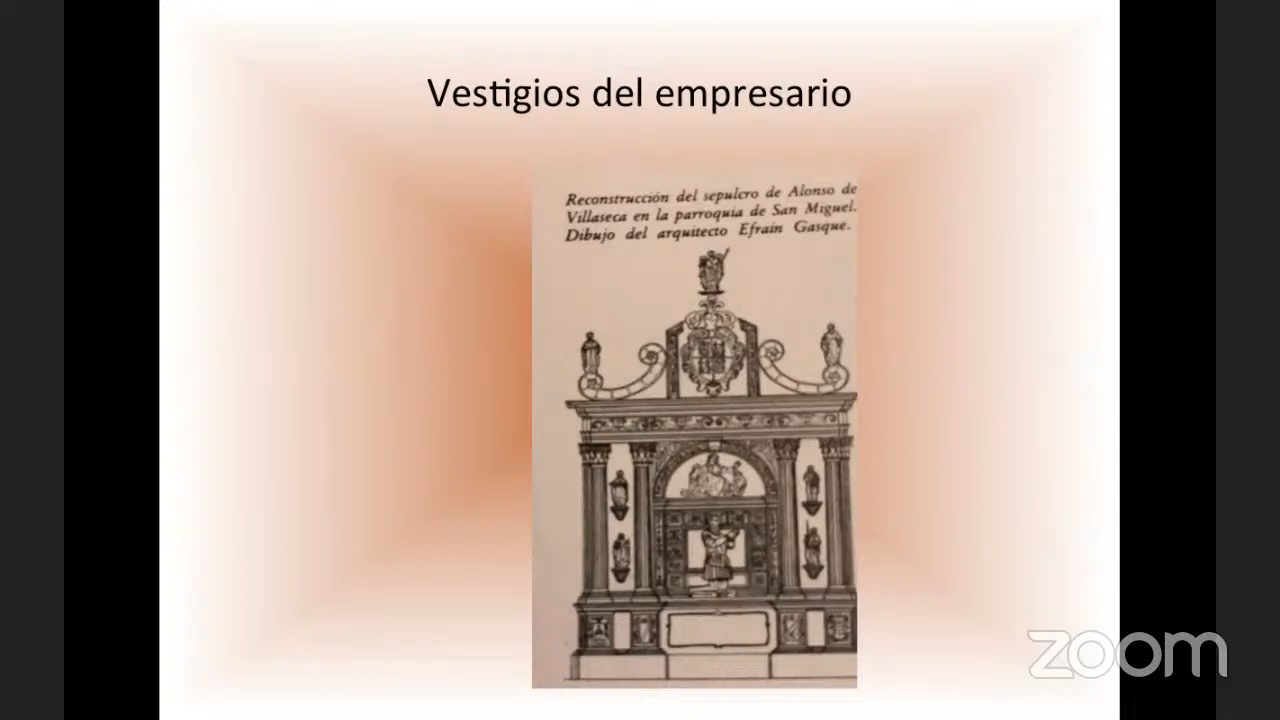 Vestigios del empresario
Reconstrucción del sepulcro de Alonso de
Villaseca en la parroquia de San Miguel.
Dibujo del arquitecto Efraín Gasque.
zoom